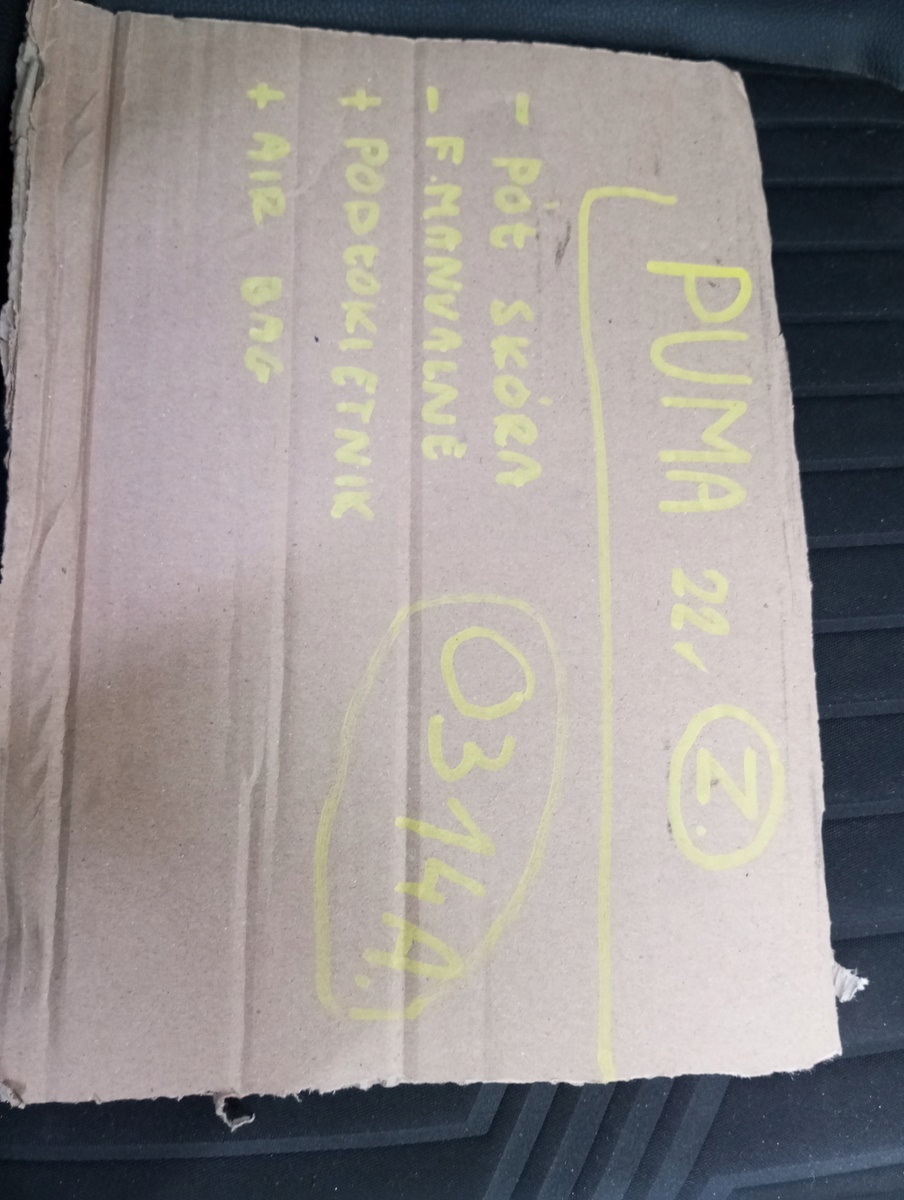 PUMA 22, Z.
- PÓŁ SKÓRA
- F. MANUALNE
+ PODŁOKIETNIK
+ AIR BAG
0314A.